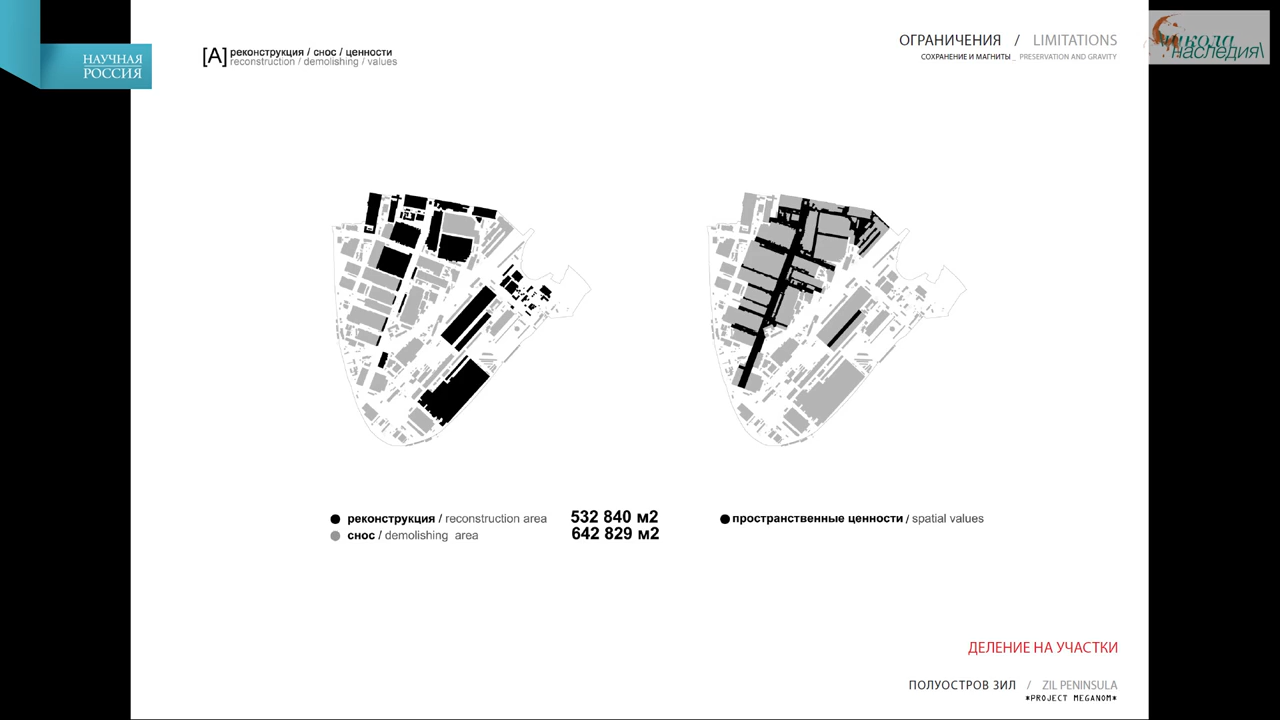 НАУЧНАЯ
РОССИЯ
[A] реконструкция / снос / ценности
reconstruction / demolishing / values
ОГРАНИЧЕНИЯ / LIMITATIONS
СОХРАНЕНИЕ И МАГНИТЫ _ PRESERVATION AND GRAVITY
школа
наследия\
реконструкция / reconstruction area 532 840 м2
снос / demolishing area 642 829 м2
пространственные ценности / spatial values
ДЕЛЕНИЕ НА УЧАСТКИ
ПОЛУОСТРОВ ЗИЛ / ZIL PENINSULA
*PROJECT MEGANOM*